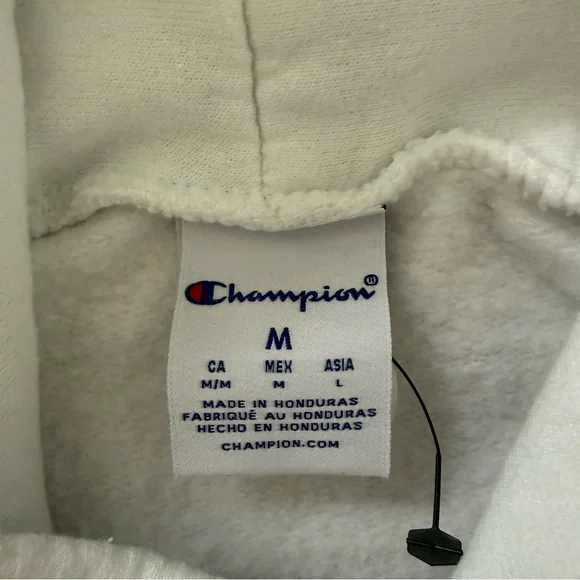 Champion®
M
CA MEX ASIA
M/M M L
MADE IN HONDURAS
FABRIQUÉ AU HONDURAS
HECHO EN HONDURAS
CHAMPION.COM